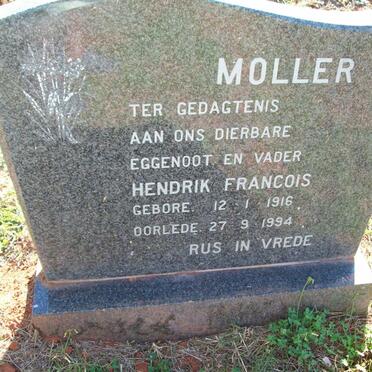 MOLLER
TER GEDAGTENIS
AAN ONS DIERBARE
EGGENOOT EN VADER
HENDRIK FRANCOIS
GEBORE. 12·1·1916.
OORLEDE. 27·9·1994.
RUS IN VREDE